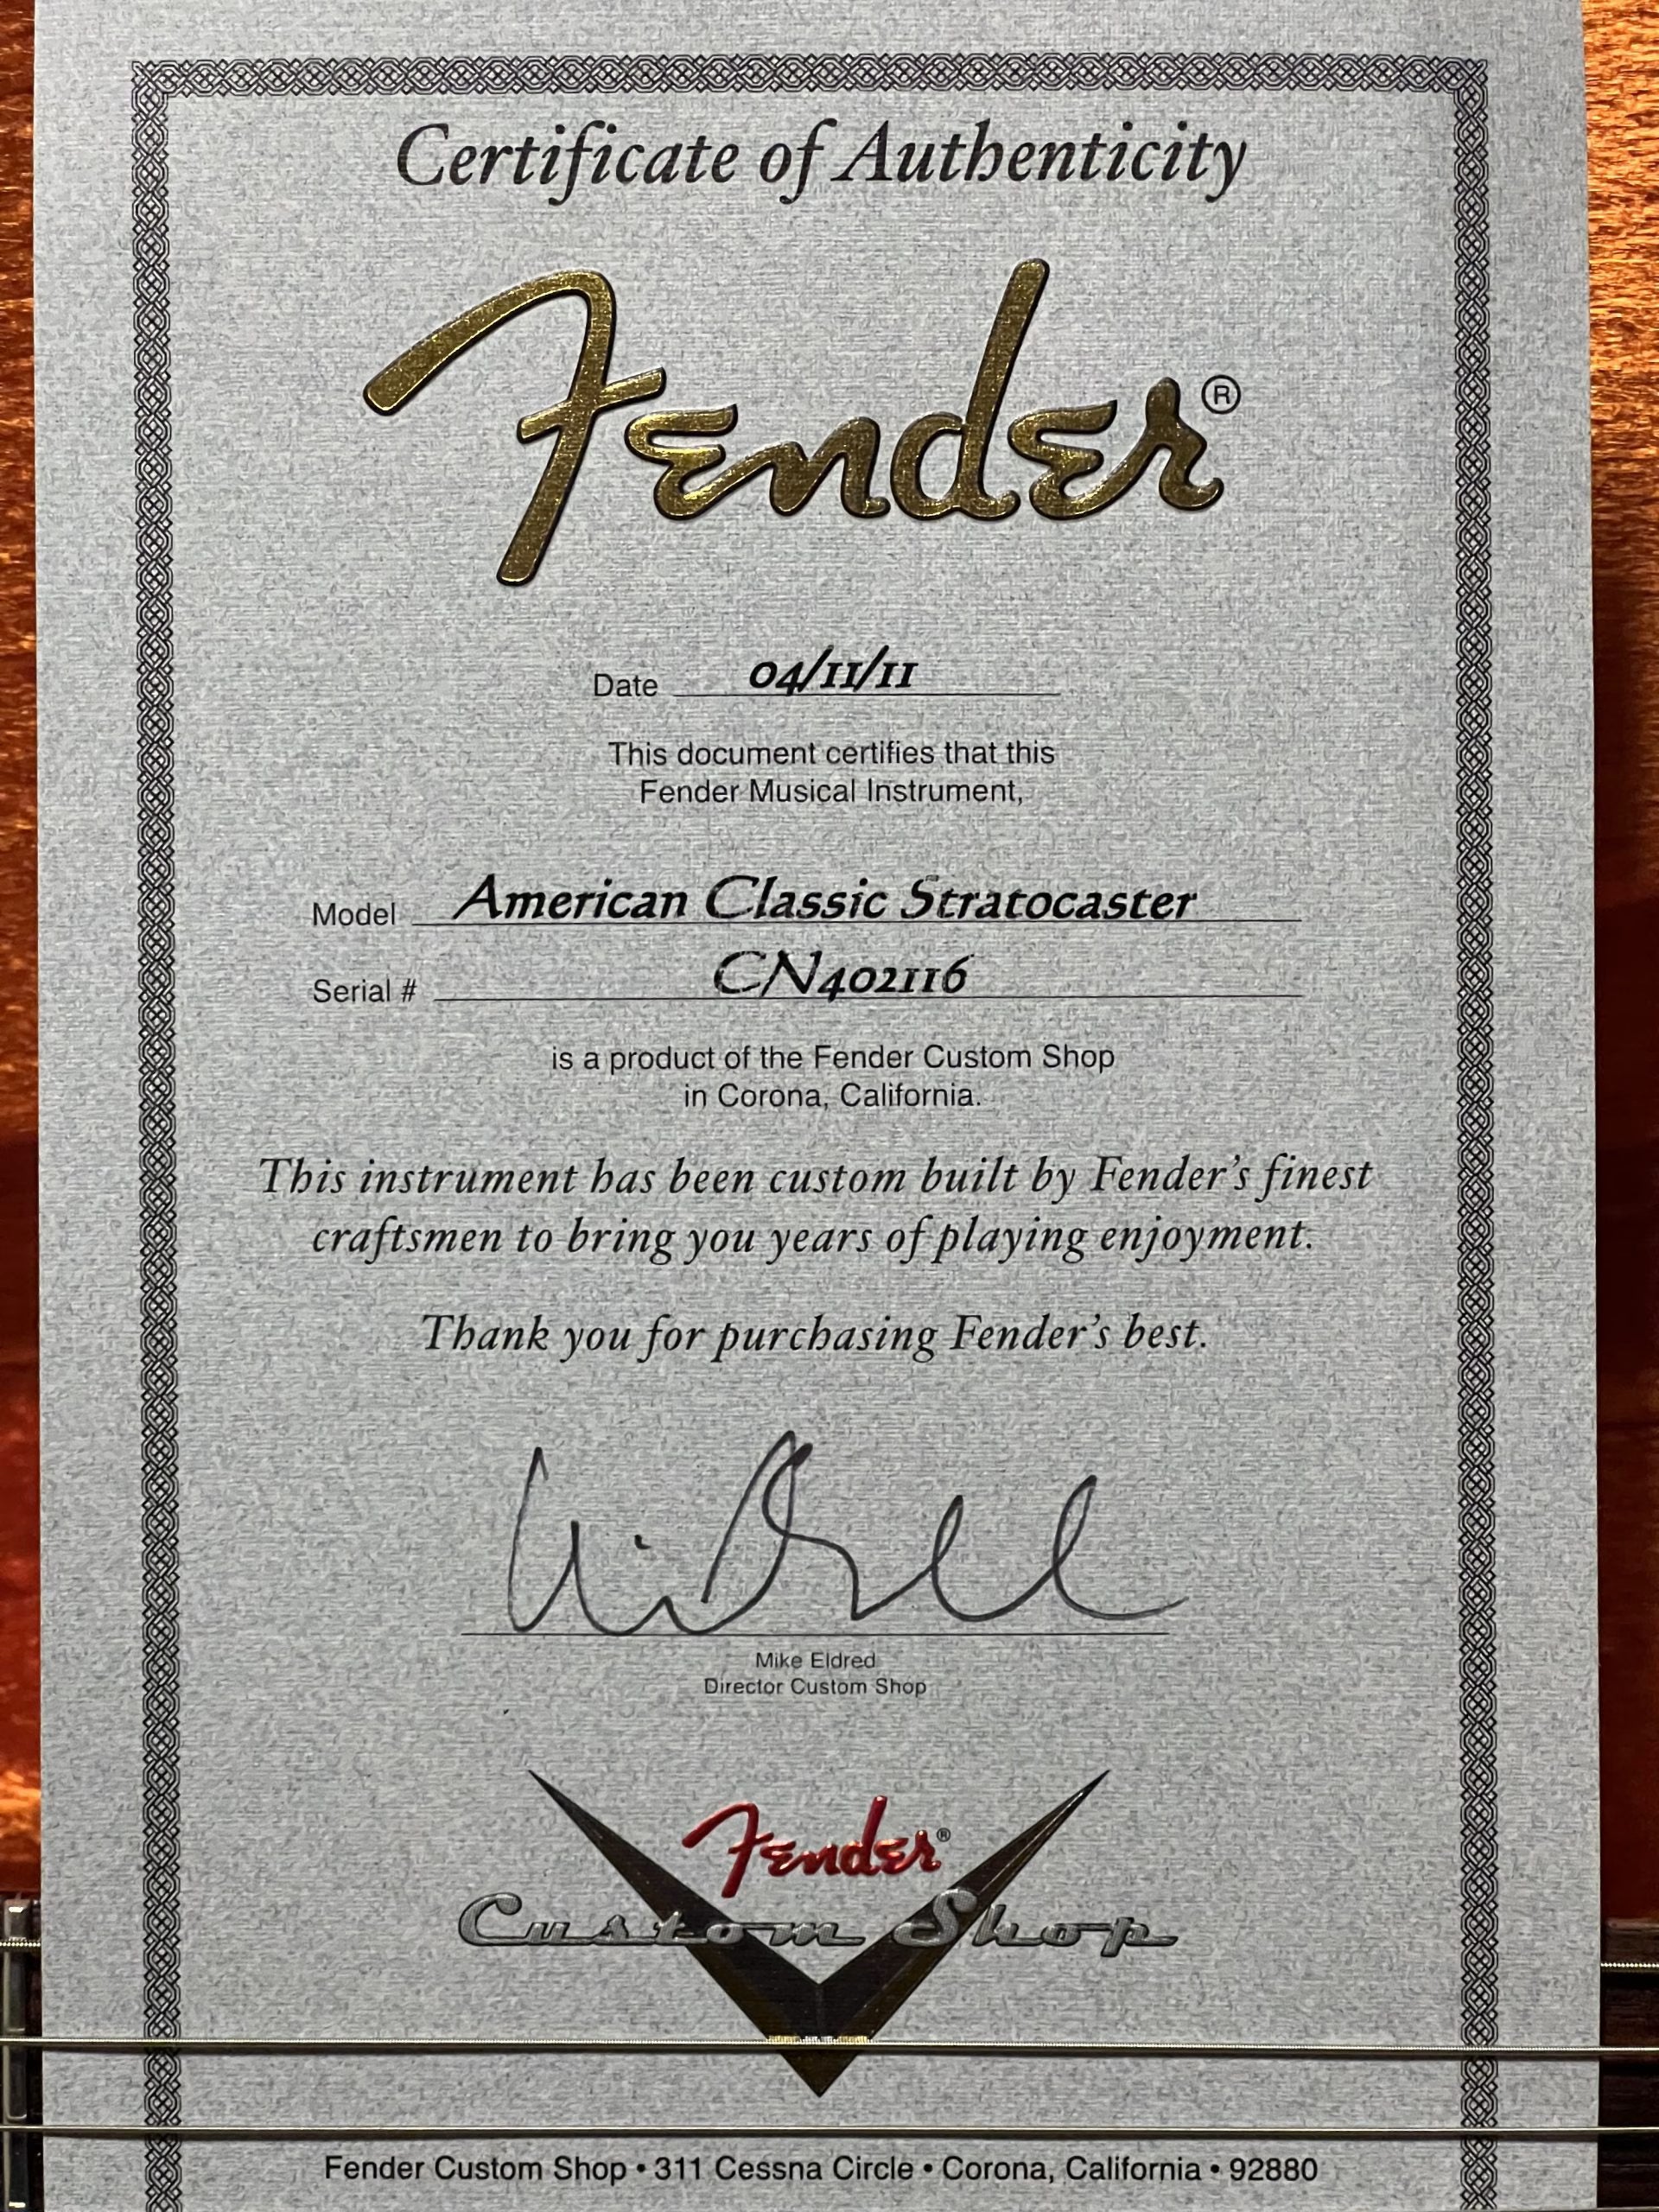 Certificate of Authenticity
Fender®
Date 04/11/11
This document certifies that this
Fender Musical Instrument,
Model American Classic Stratocaster
Serial # CN402116
is a product of the Fender Custom Shop
in Corona, California.
This instrument has been custom built by Fender's finest
craftsmen to bring you years of playing enjoyment.
Thank you for purchasing Fender's best.
Mike Eldred
Director Custom Shop
Fender®
Custom Shop
Fender Custom Shop • 311 Cessna Circle • Corona, California • 92880